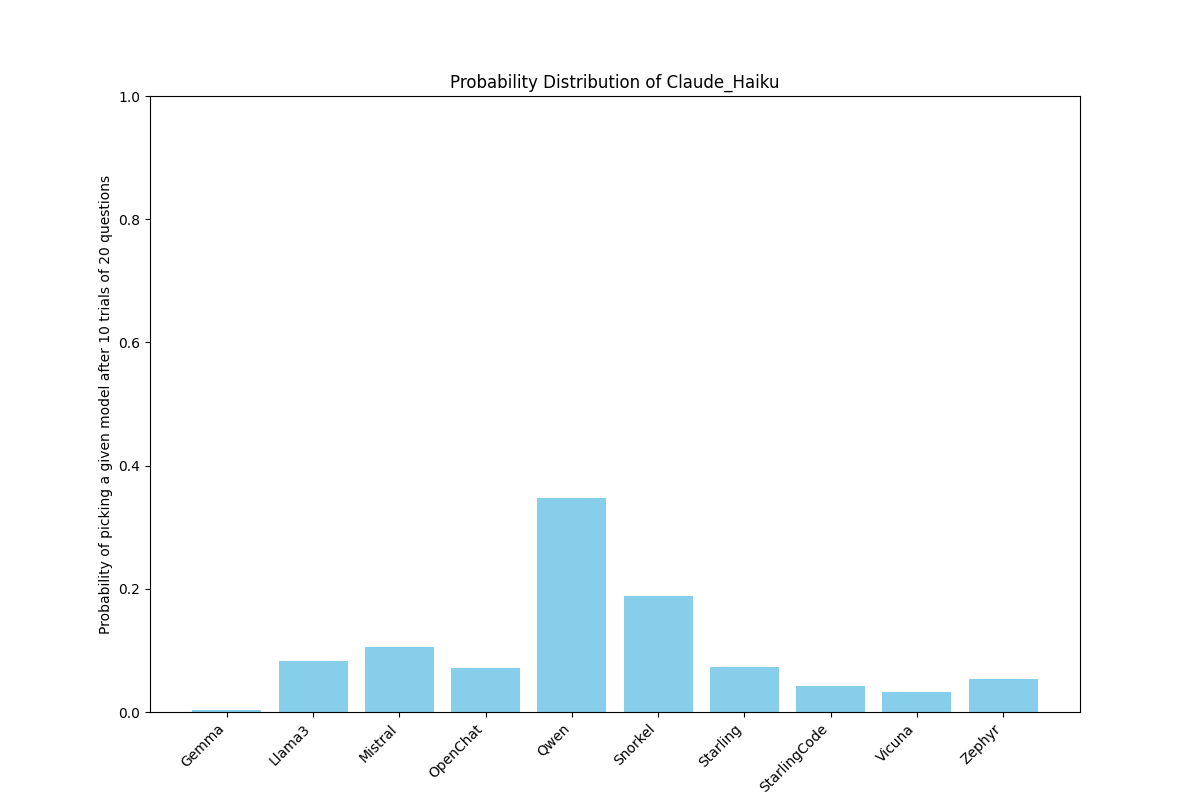 Probability Distribution of Claude_Haiku
Probability of picking a given model after 10 trials of 20 questions
1.0
0.8
0.6
0.4
0.2
0.0
Gemma
Llama3
Mistral
OpenChat
Qwen
Snorkel
Starling
StarlingCode
Vicuna
Zephyr